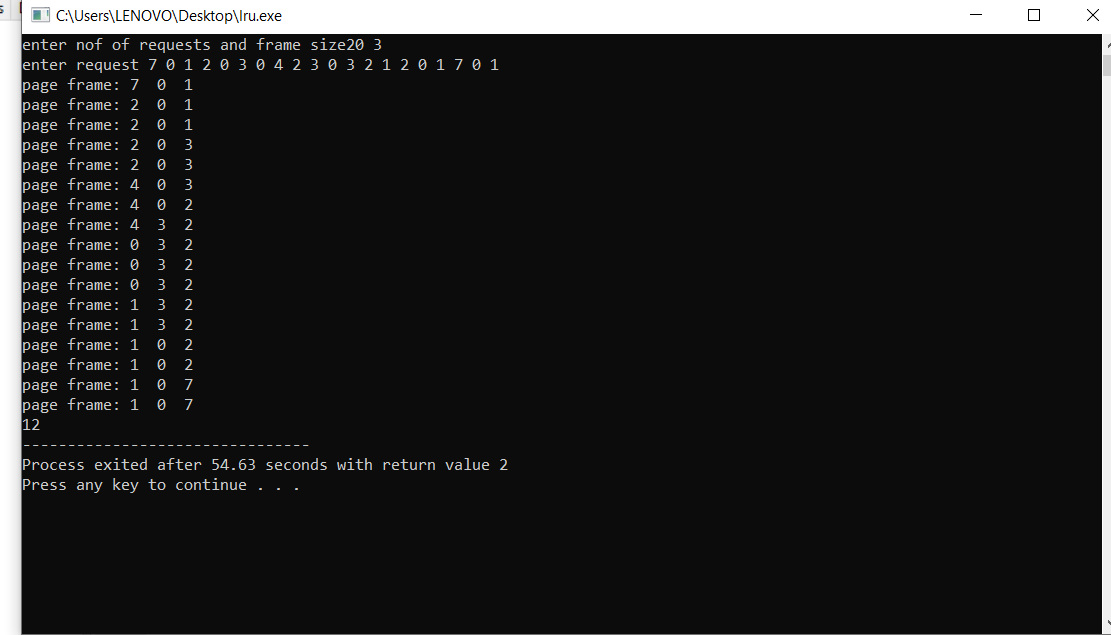 C:\Users\LENOVO\Desktop\lru.exe
enter nof of requests and frame size20 3
enter request 7 0 1 2 0 3 0 4 2 3 0 3 2 1 2 0 1 7 0 1
page frame: 7  0  1
page frame: 2  0  1
page frame: 2  0  1
page frame: 2  0  3
page frame: 2  0  3
page frame: 4  0  3
page frame: 4  0  2
page frame: 4  3  2
page frame: 0  3  2
page frame: 0  3  2
page frame: 0  3  2
page frame: 1  3  2
page frame: 1  3  2
page frame: 1  0  2
page frame: 1  0  2
page frame: 1  0  7
page frame: 1  0  7
12
--------------------------------
Process exited after 54.63 seconds with return value 2
Press any key to continue . . .